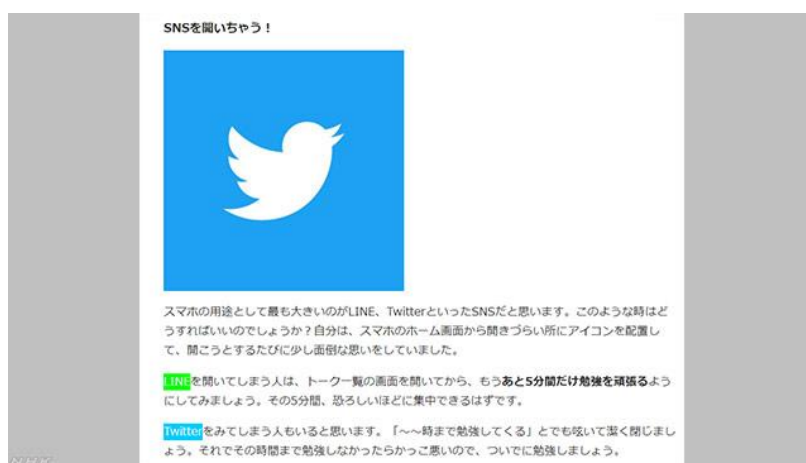 SNSを開いちゃう！
スマホの用途として最も大きいのがLINE、TwitterといったSNSだと思います。このような時はど
うすればいいのでしょうか？自分は、スマホのホーム画面から開きづらい所にアイコンを配置し
て、開こうとするたびに少し面倒な思いをしていました。
LINEを開いてしまう人は、トーク一覧の画面を開いてから、もうあと5分間だけ勉強を頑張るよう
にしてみましょう。その5分間、恐ろしいほどに集中できるはずです。
Twitterをみてしまう人もいると思います。「～～時まで勉強してくる」とでも呟いて潔く閉じまし
ょう。それでその時間まで勉強しなかったらかっこ悪いので、ついでに勉強しましょう。